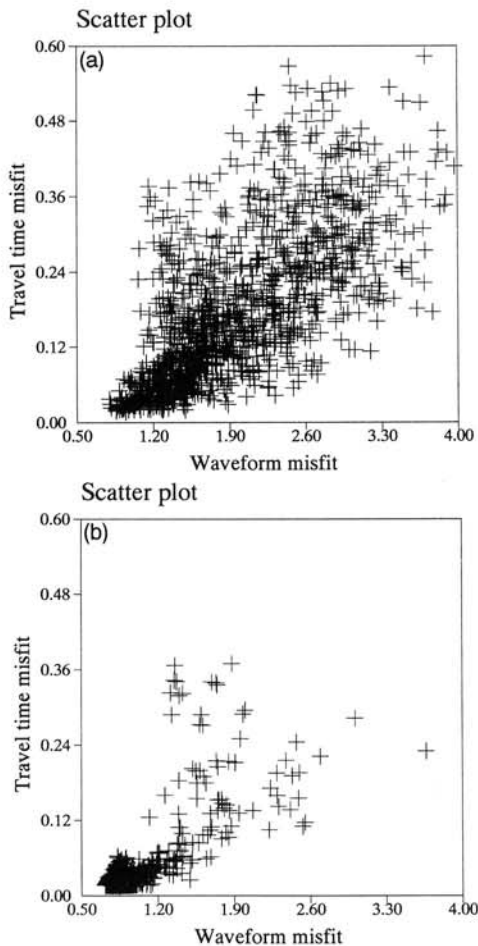 Scatter plot
0.60
(a)
0.48
0.36
Travel time misfit
0.24
0.12
0.00
0.50 1.20 1.90 2.60 3.30 4.00
Waveform misfit
Scatter plot
0.60
(b)
0.48
0.36
Travel time misfit
0.24
0.12
0.00
0.50 1.20 1.90 2.60 3.30 4.00
Waveform misfit